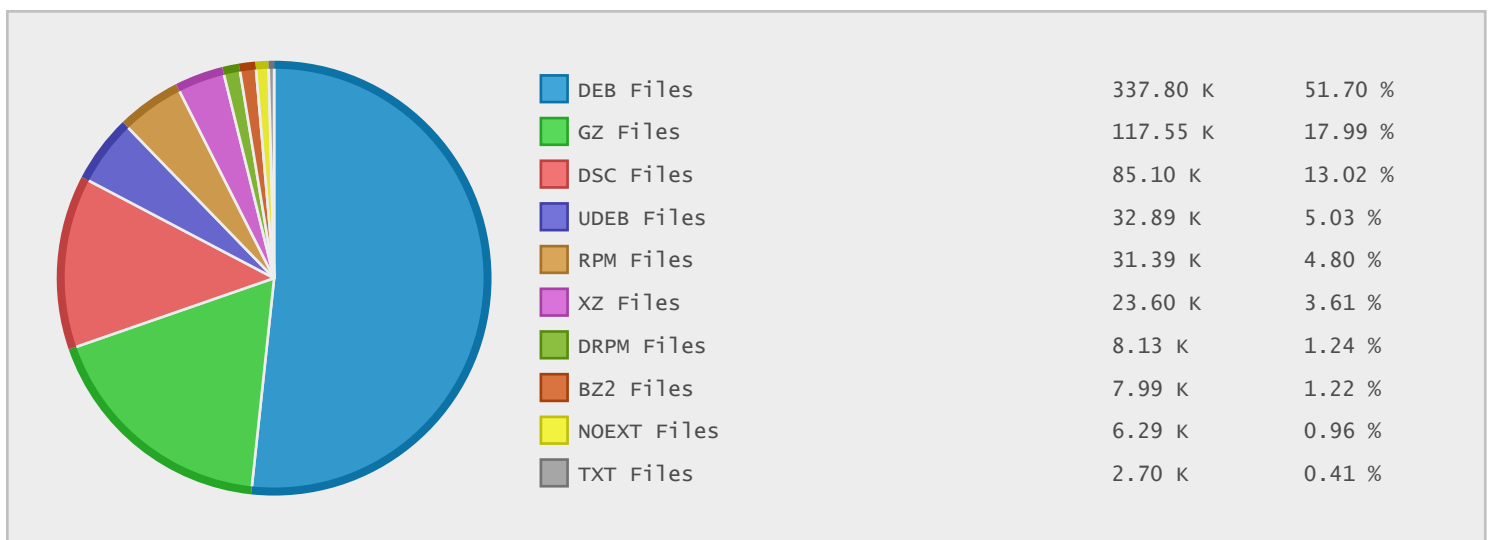 DEB Files 337.80 K 51.70 %
GZ Files 117.55 K 17.99 %
DSC Files 85.10 K 13.02 %
UDEB Files 32.89 K 5.03 %
RPM Files 31.39 K 4.80 %
XZ Files 23.60 K 3.61 %
DRPM Files 8.13 K 1.24 %
BZ2 Files 7.99 K 1.22 %
NOEXT Files 6.29 K 0.96 %
TXT Files 2.70 K 0.41 %